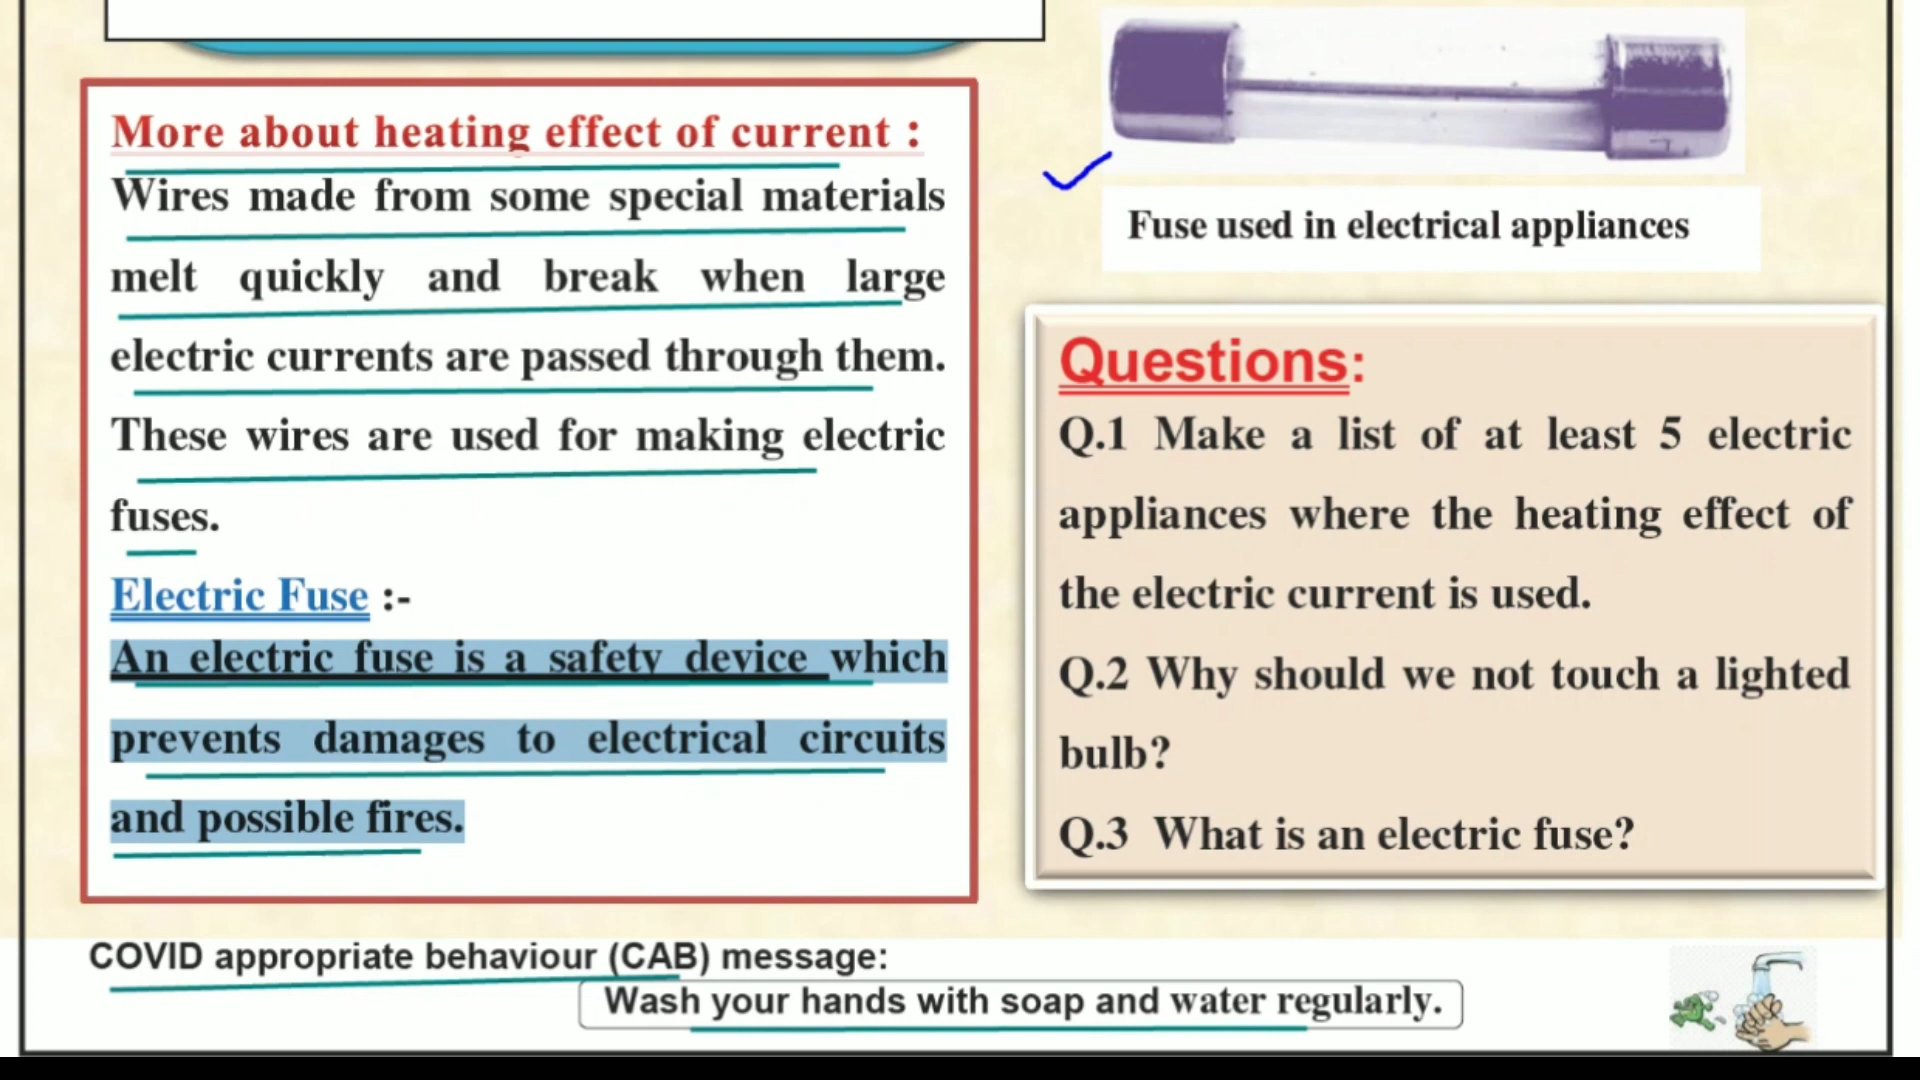 More about heating effect of current :
Wires made from some special materials
melt quickly and break when large
electric currents are passed through them.
These wires are used for making electric
fuses.
Electric Fuse :-
An electric fuse is a safety device which
prevents damages to electrical circuits
and possible fires.
Fuse used in electrical appliances
Questions:
Q.1 Make a list of at least 5 electric
appliances where the heating effect of
the electric current is used.
Q.2 Why should we not touch a lighted
bulb?
Q.3 What is an electric fuse?
COVID appropriate behaviour (CAB) message:
Wash your hands with soap and water regularly.